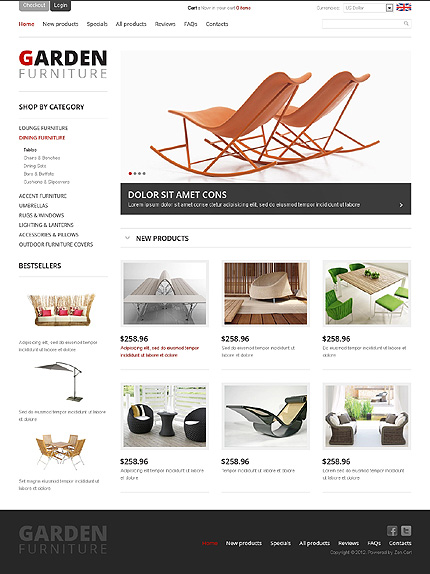 Checkout Login
Now in your cart 0 items
Currencies: US Dollar
Home New products Specials All products Reviews FAQs Contacts
GARDEN
FURNITURE
SHOP BY CATEGORY
LOUNGE FURNITURE
DINING FURNITURE
Tables
Chairs & Benches
Dining Sets
Bars & Buffets
Cushions & Slipcovers
ACCENT FURNITURE
UMBRELLAS
RUGS & WINDOWS
LIGHTING & LANTERNS
ACCESSORIES & PILLOWS
OUTDOOR FURNITURE COVERS
BESTSELLERS
Adipiscing elit, sed do eiusmod tempor
incididunt ut labore et dolore
Sed do eiusmod tempor incididunt ut labore
et dolore
Set magna eiusmod tempor incididunt ut
labore et dolors
DOLOR SIT AMET CONS
Lorem ipsum dolor sit amet conse ctetur adipisicing elit, sed do eiusmod tempor incididunt ut labore
NEW PRODUCTS
$258.96
Adipiscing elit, sed do eiusmod tempor
incididunt ut labore et dolore
$258.96
Sed do eiusmod tempor incididunt ut
labore et dolore
$258.96
Do eiusmod tempor incididunt ut
labore et dolore
$258.96
Adipiscing elit tempor incididunt ut
labore et dolore
$258.96
Tempor incididunt ut labore et dolore
$258.96
Incididunt ut labore et dolore
GARDEN
FURNITURE
Home New products Specials All products Reviews FAQs Contacts
Copyright © 2012. Powered by Zen Cart